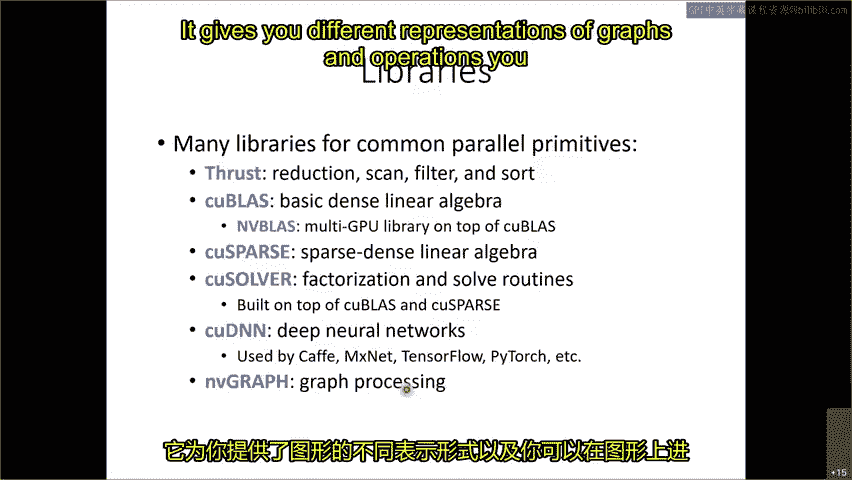 It gives you different representations of graphs
and operations you
Libraries
• Many libraries for common parallel primitives:
• Thrust: reduction, scan, filter, and sort
• cuBLAS: basic dense linear algebra
• NVBLAS: multi-GPU library on top of cuBLAS
• cuSPARSE: sparse-dense linear algebra
• cuSOLVER: factorization and solve routines
• Built on top of cuBLAS and cuSPARSE
• cuDNN: deep neural networks
• Used by Caffe, MxNet, TensorFlow, PyTorch, etc.
• nvGRAPH: graph processing
它为你提供了图形的不同表示形式以及你可以在图形上进
+15